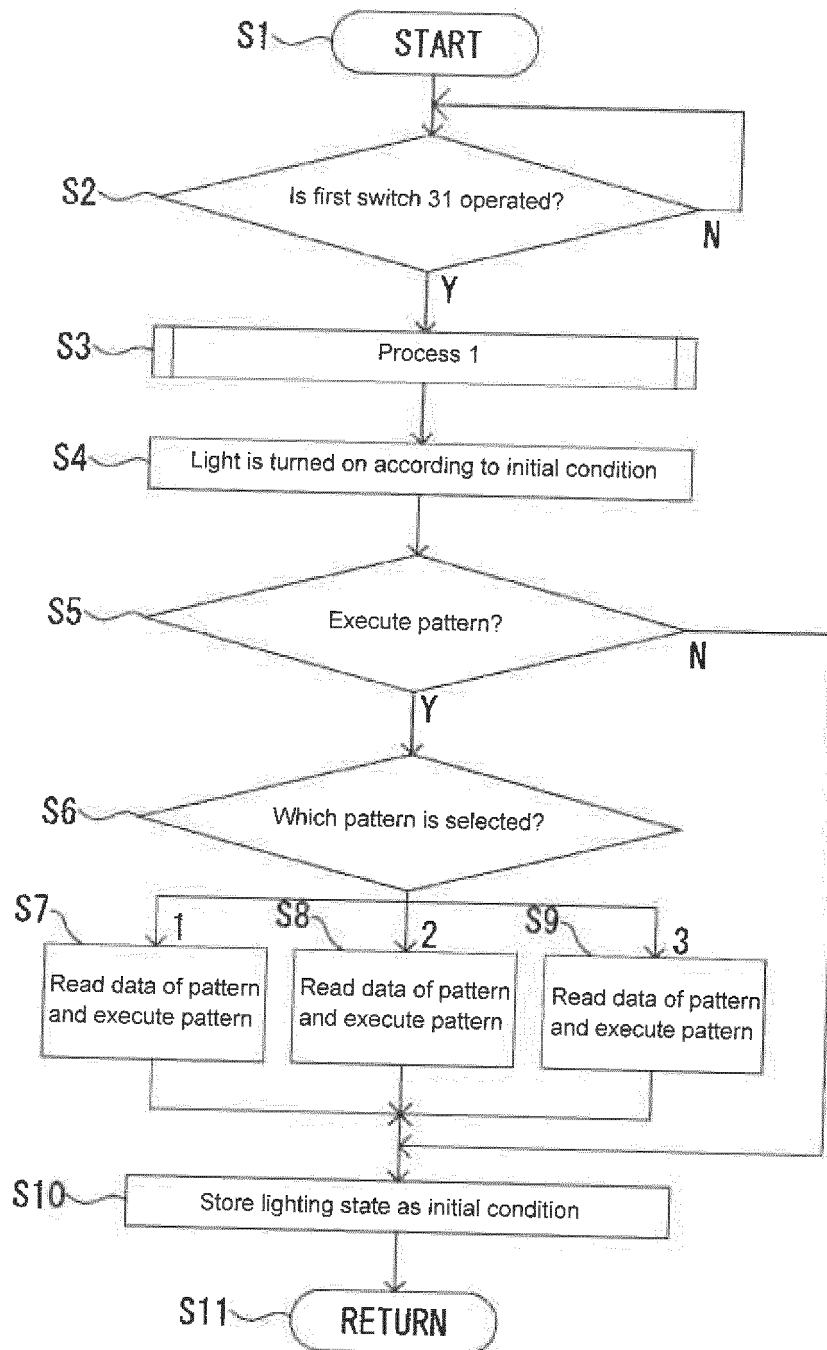 S1
START
S2
Is first switch 31 operated?
N
Y
S3
Process 1
S4
Light is turned on according to initial condition
S5
Execute pattern?
N
Y
S6
Which pattern is selected?
S7
1
S8
2
S9
3
Read data of pattern
and execute pattern
Read data of pattern
and execute pattern
Read data of pattern
and execute pattern
S10
Store lighting state as initial condition
S11
RETURN